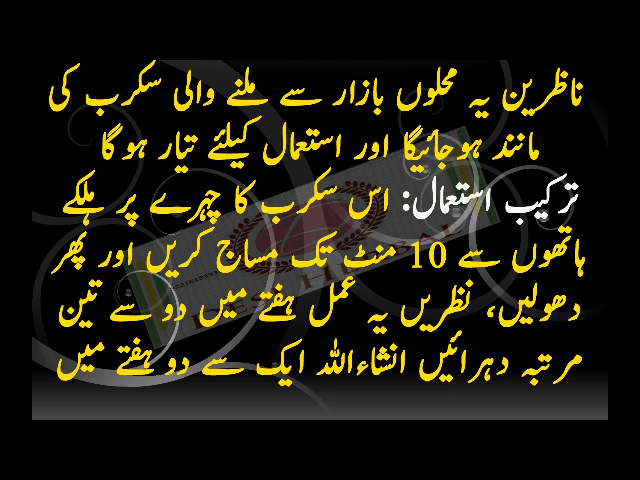 ناظرین یہ محلوں بازار سے ملنے والی سکرب کی
مانند ہوجائیگا اور استعمال کیلئے تیار ہوگا
ترکیب استعمال: اس سکرب کا چہرے پر ہلکے
ہاتھوں سے 10 منٹ تک مساج کریں اور پھر
دھولیں، نظریں یہ عمل ہفتے میں دو سے تین
مرتبہ دہرائیں انشاءاللہ ایک سے دو ہفتے میں